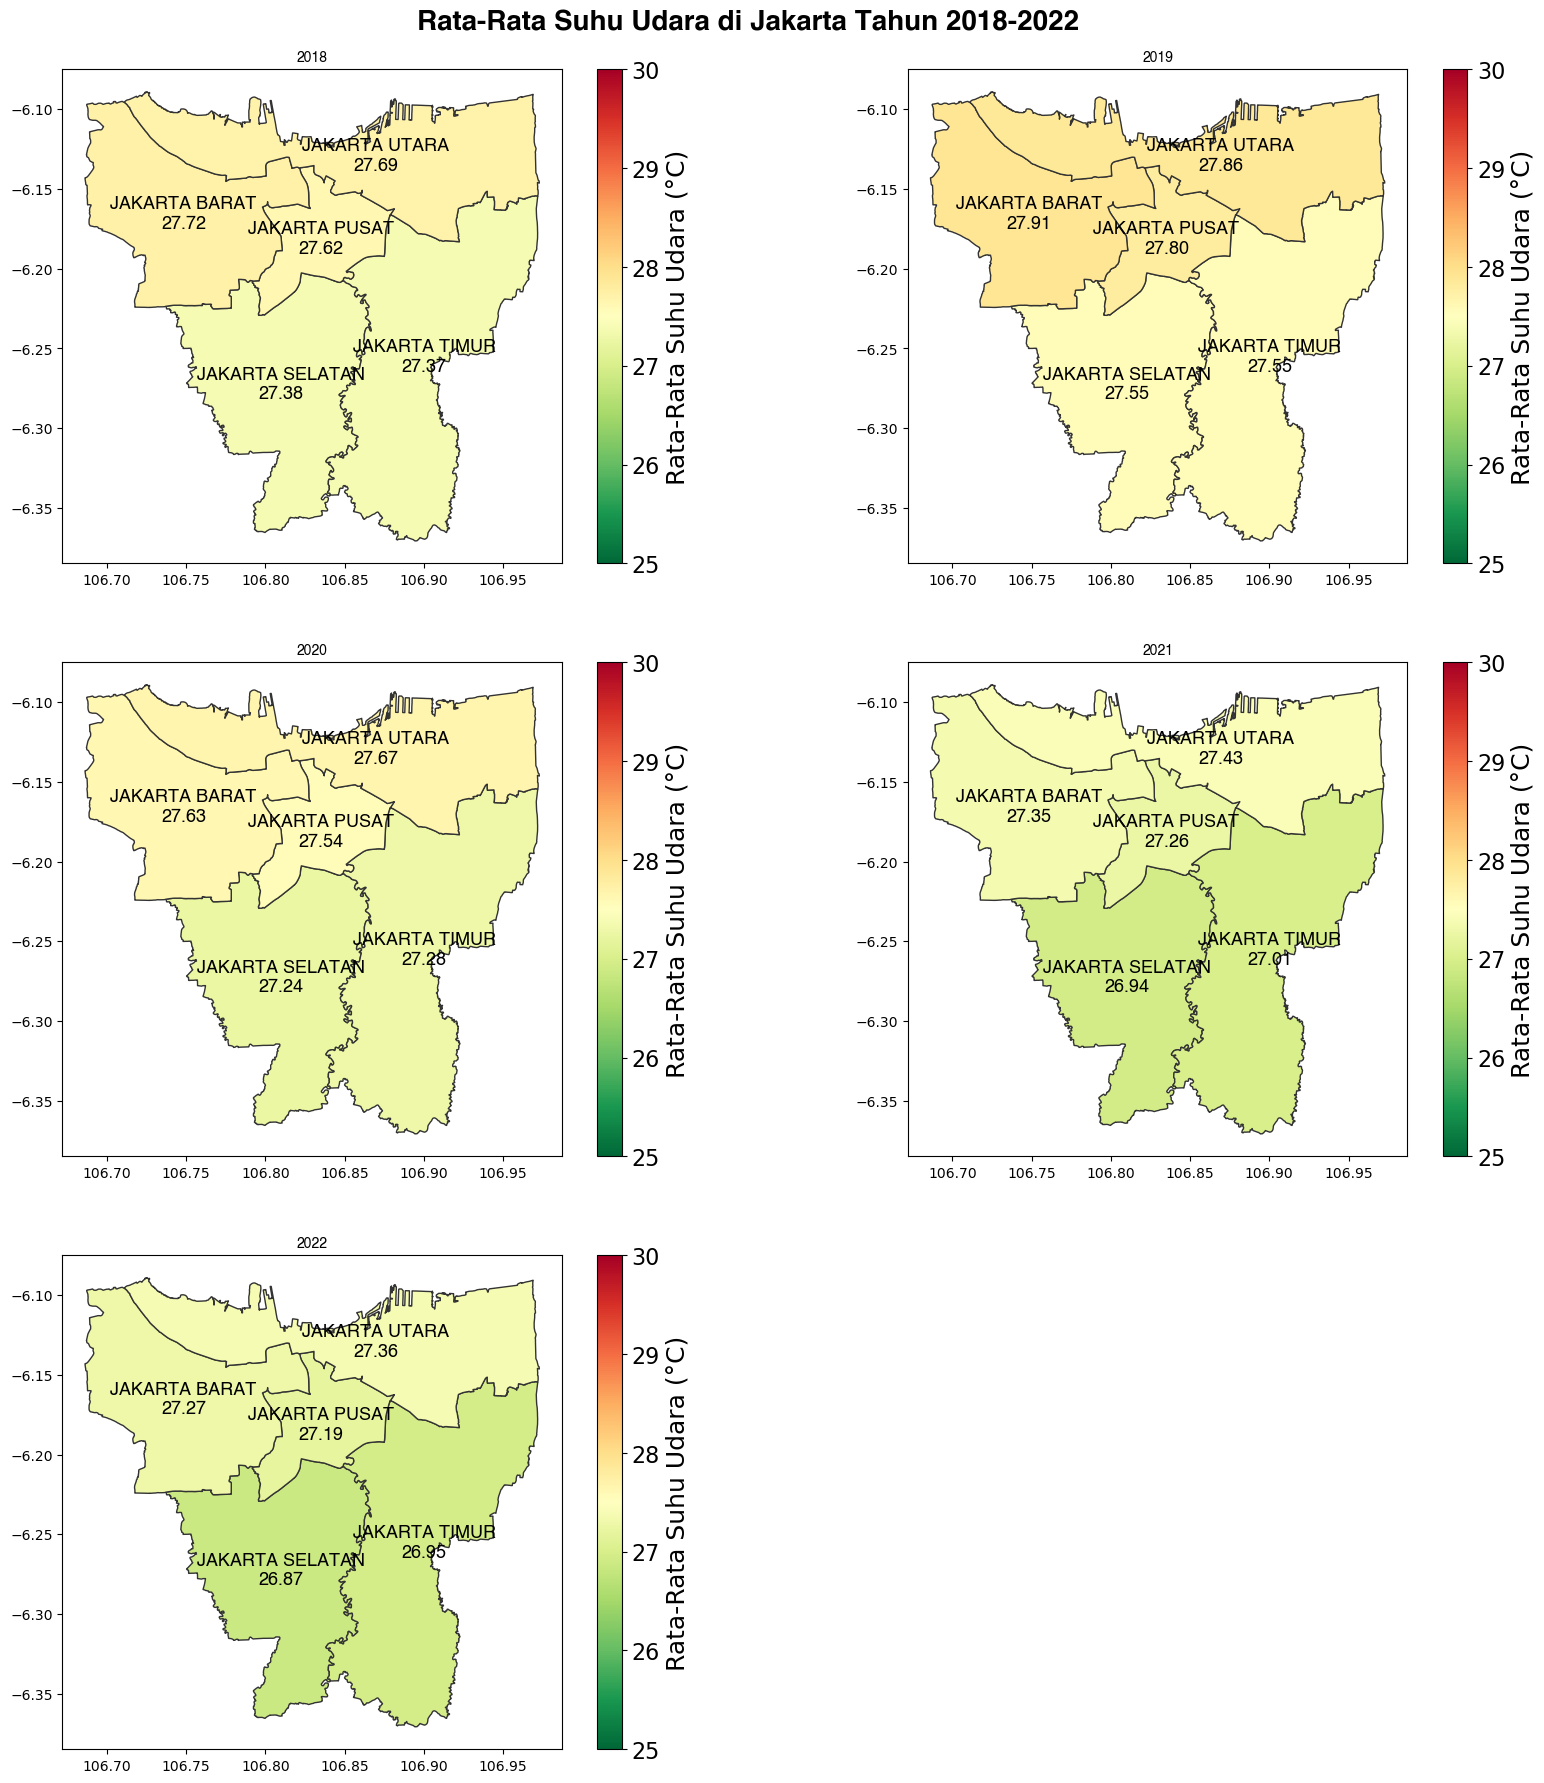 Rata-Rata Suhu Udara di Jakarta Tahun 2018-2022
2018
−6.10
−6.15
−6.20
−6.25
−6.30
−6.35
106.70 106.75 106.80 106.85 106.90 106.95
JAKARTA UTARA
27.69
JAKARTA BARAT
27.72
JAKARTA PUSAT
27.62
JAKARTA TIMUR
27.37
JAKARTA SELATAN
27.38
30
29
28
27
26
25
Rata-Rata Suhu Udara (°C)
2019
−6.10
−6.15
−6.20
−6.25
−6.30
−6.35
106.70 106.75 106.80 106.85 106.90 106.95
JAKARTA UTARA
27.86
JAKARTA BARAT
27.91
JAKARTA PUSAT
27.80
JAKARTA TIMUR
27.55
JAKARTA SELATAN
27.55
30
29
28
27
26
25
Rata-Rata Suhu Udara (°C)
2020
−6.10
−6.15
−6.20
−6.25
−6.30
−6.35
106.70 106.75 106.80 106.85 106.90 106.95
JAKARTA UTARA
27.67
JAKARTA BARAT
27.63
JAKARTA PUSAT
27.54
JAKARTA TIMUR
27.28
JAKARTA SELATAN
27.24
30
29
28
27
26
25
Rata-Rata Suhu Udara (°C)
2021
−6.10
−6.15
−6.20
−6.25
−6.30
−6.35
106.70 106.75 106.80 106.85 106.90 106.95
JAKARTA UTARA
27.43
JAKARTA BARAT
27.35
JAKARTA PUSAT
27.26
JAKARTA TIMUR
27.01
JAKARTA SELATAN
26.94
30
29
28
27
26
25
Rata-Rata Suhu Udara (°C)
2022
−6.10
−6.15
−6.20
−6.25
−6.30
−6.35
106.70 106.75 106.80 106.85 106.90 106.95
JAKARTA UTARA
27.36
JAKARTA BARAT
27.27
JAKARTA PUSAT
27.19
JAKARTA TIMUR
26.95
JAKARTA SELATAN
26.87
30
29
28
27
26
25
Rata-Rata Suhu Udara (°C)